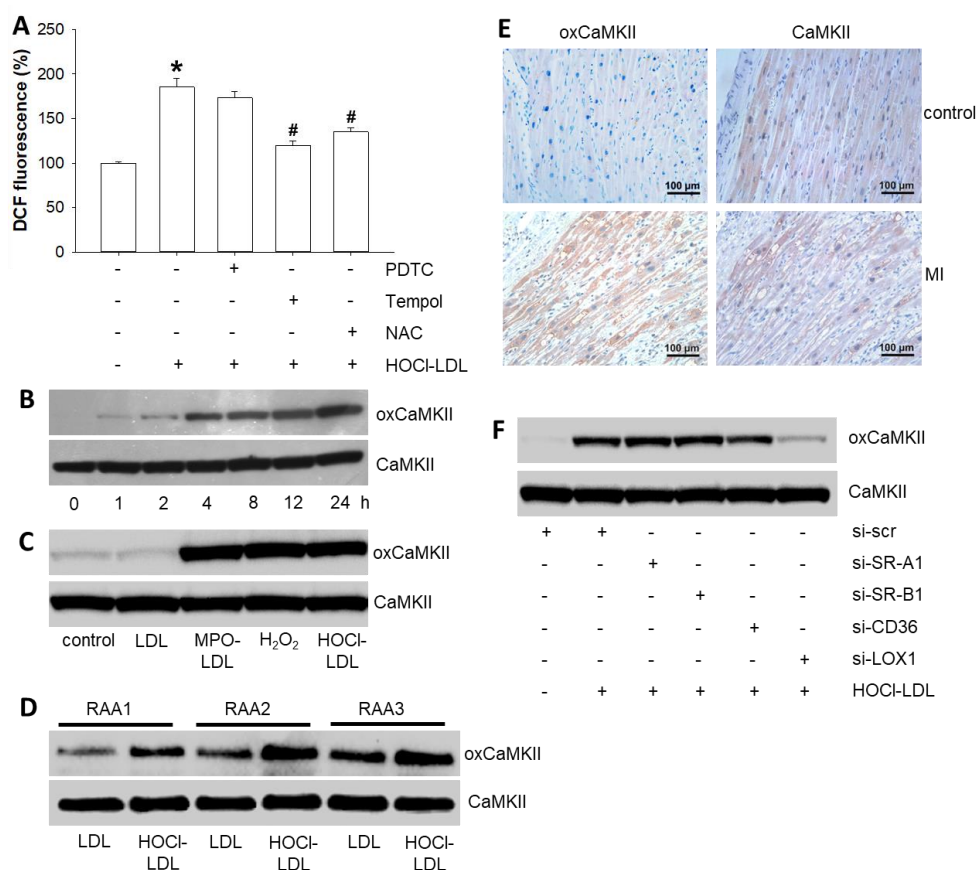 A
DCF fluorescence (%)
250
200
150
100
50
0
*
#
#
- - + - - PDTC
- - - + - Tempol
- - - - + NAC
- + + + + HOCl-LDL
B
oxCaMKII
CaMKII
0 1 2 4 8 12 24 h
C
oxCaMKII
CaMKII
control LDL MPO-LDL H₂O₂ HOCl-LDL
D
RAA1 RAA2 RAA3
oxCaMKII
CaMKII
LDL HOCl-LDL LDL HOCl-LDL LDL HOCl-LDL
E
oxCaMKII CaMKII
control
100 µm 100 µm
MI
100 µm 100 µm
F
oxCaMKII
CaMKII
+ + - - - - si-scr
- - + - - - si-SR-A1
- - - + - - si-SR-B1
- - - - + - si-CD36
- - - - - + si-LOX1
- + + + + + HOCl-LDL